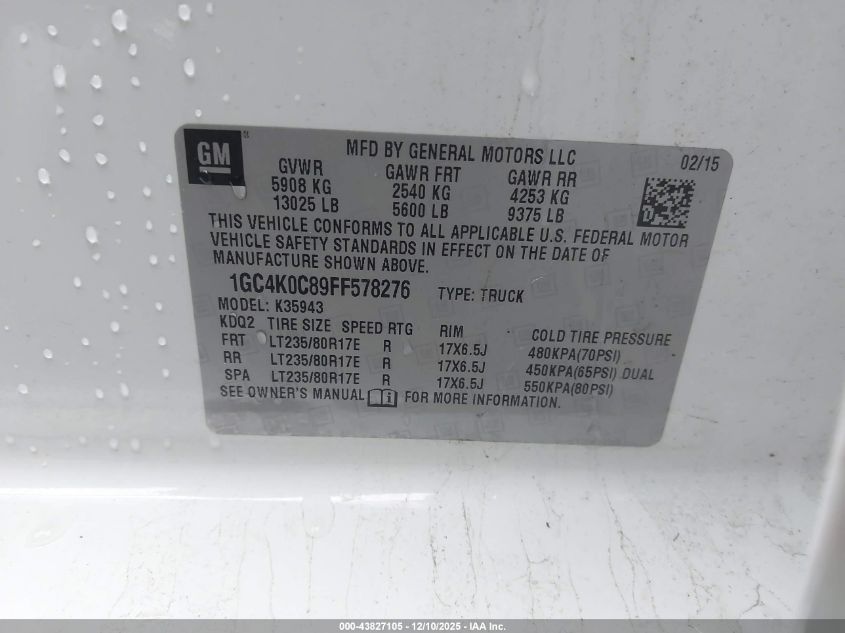 GM
MFD BY GENERAL MOTORS LLC 02/15
GVWR GAWR FRT GAWR RR
5908 KG 2540 KG 4253 KG
13025 LB 5600 LB 9375 LB
THIS VEHICLE CONFORMS TO ALL APPLICABLE U.S. FEDERAL MOTOR
VEHICLE SAFETY STANDARDS IN EFFECT ON THE DATE OF
MANUFACTURE SHOWN ABOVE.
1GC4K0C89FF578276 TYPE: TRUCK
MODEL: K35943
KDQ2 TIRE SIZE SPEED RTG RIM COLD TIRE PRESSURE
FRT LT235/80R17E R 17X6.5J 480KPA(70PSI)
RR LT235/80R17E R 17X6.5J 450KPA(65PSI) DUAL
SPA LT235/80R17E R 17X6.5J 550KPA(80PSI)
SEE OWNER'S MANUAL i FOR MORE INFORMATION.
000-43827105 - 12/10/2025 - IAA Inc.